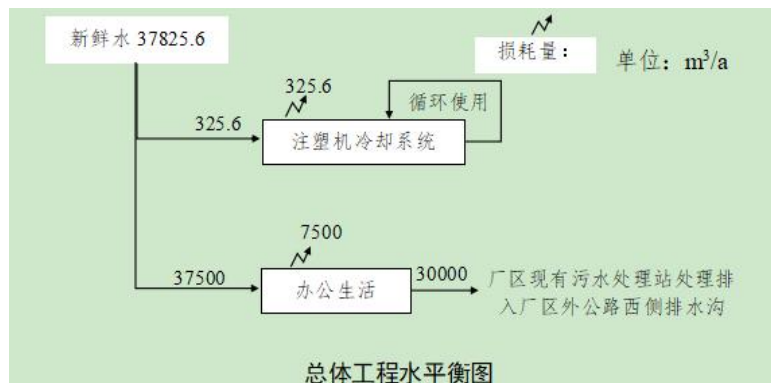 新鲜水 37825.6
损耗量：
单位：m³/a
325.6
循环使用
325.6
注塑机冷却系统
7500
37500
办公生活
30000
厂区现有污水处理站处理排
入厂区外公路西侧排水沟
总体工程水平衡图